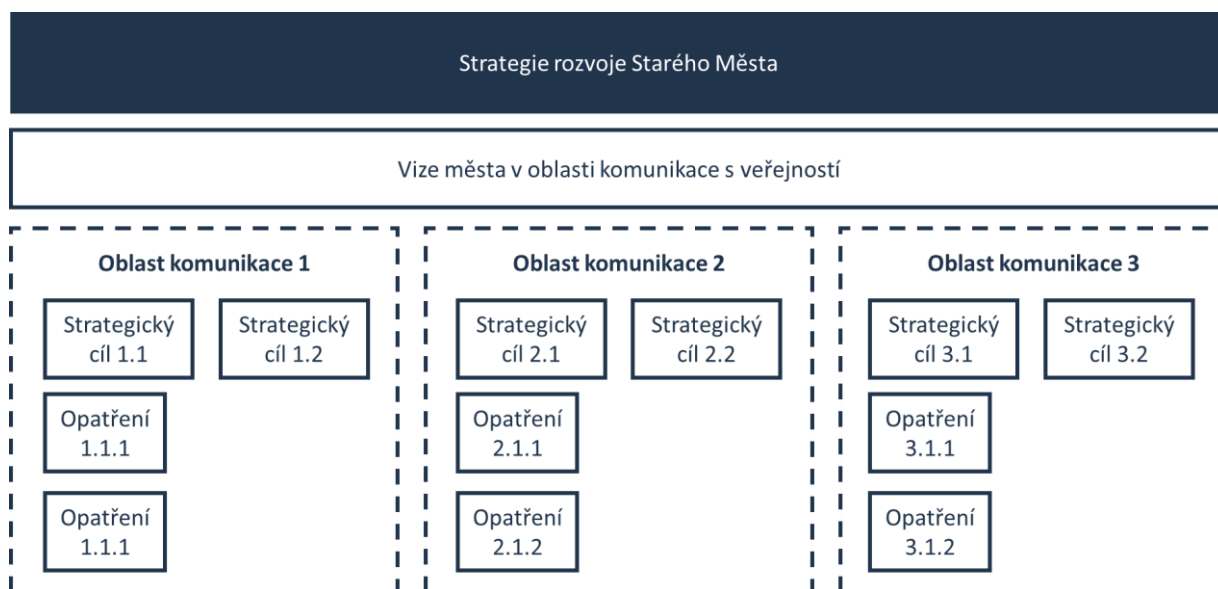 Strategie rozvoje Starého Města
Vize města v oblasti komunikace s veřejností
Oblast komunikace 1
Strategický
cíl 1.1
Strategický
cíl 1.2
Opatření
1.1.1
Opatření
1.1.1
Oblast komunikace 2
Strategický
cíl 2.1
Strategický
cíl 2.2
Opatření
2.1.1
Opatření
2.1.2
Oblast komunikace 3
Strategický
cíl 3.1
Strategický
cíl 3.2
Opatření
3.1.1
Opatření
3.1.2